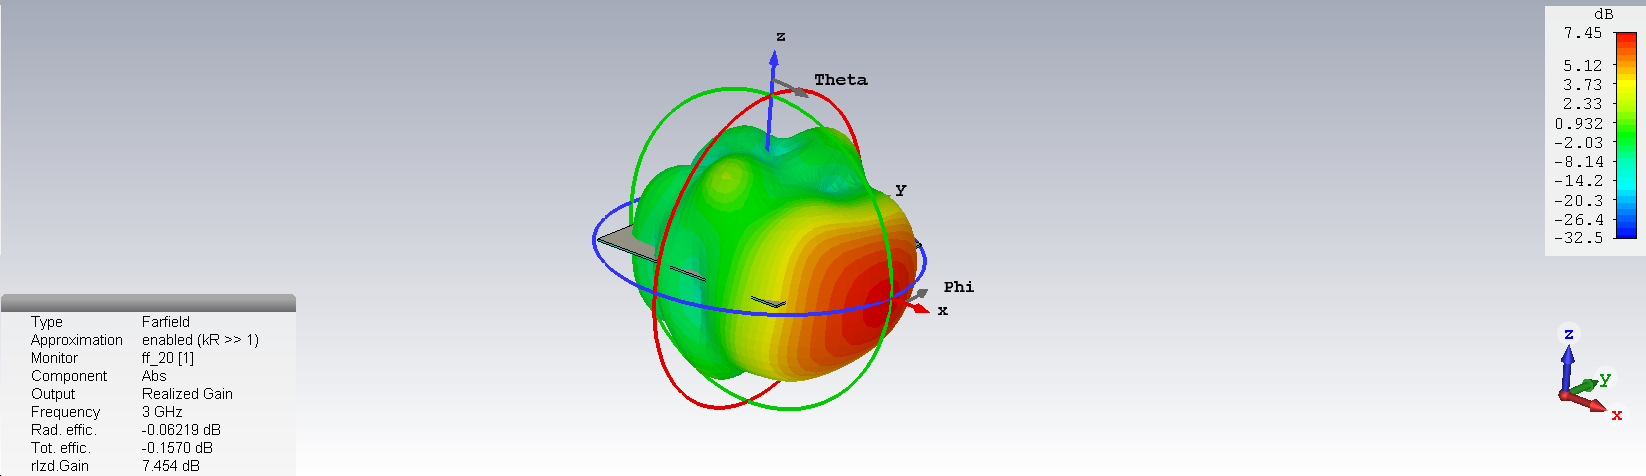 dB
7.45
5.12
3.73
2.33
0.932
-2.03
-8.14
-14.2
-20.3
-26.4
-32.5
z
Theta
Y
Phi
x
Type Farfield
Approximation enabled (kR >> 1)
Monitor ff_20 [1]
Component Abs
Output Realized Gain
Frequency 3 GHz
Rad. effic. -0.06219 dB
Tot. effic. -0.1570 dB
rlzd.Gain 7.454 dB
z
y
x